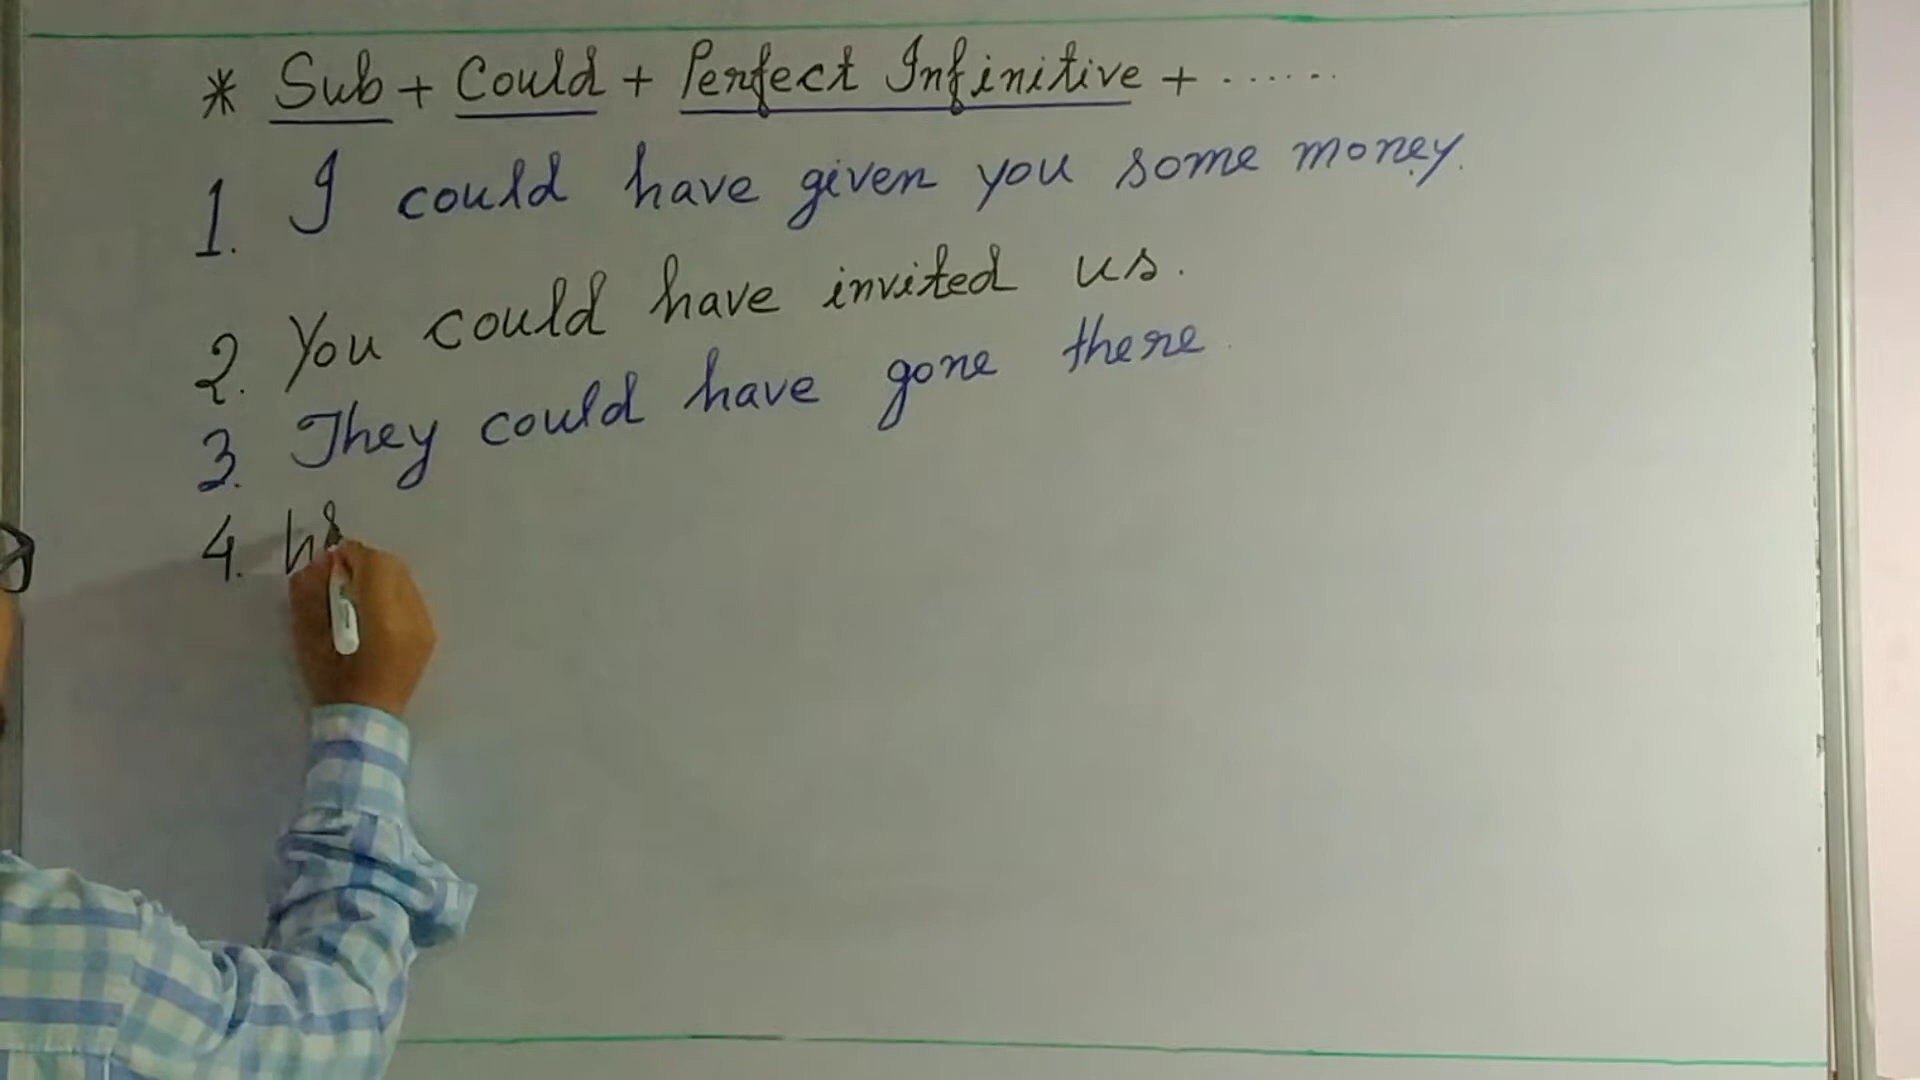 * Sub + Could + Perfect Infinitive + ......
1. I could have given you some money.
2. You could have invited us.
3. They could have gone there.
4.